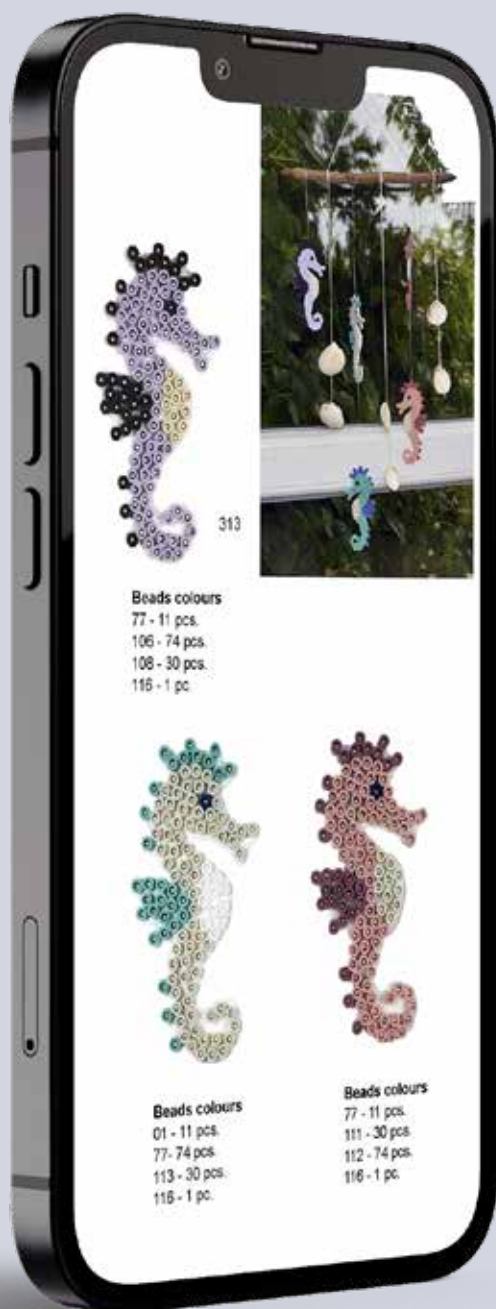 313
Beads colours
77 - 11 pcs.
106 - 74 pcs.
108 - 30 pcs.
116 - 1 pc.
Beads colours
01 - 11 pcs.
77- 74 pcs.
113 - 30 pcs.
116 - 1 pc.
Beads colours
77 - 11 pcs.
111 - 30 pcs.
112 - 74 pcs.
116 - 1 pc.